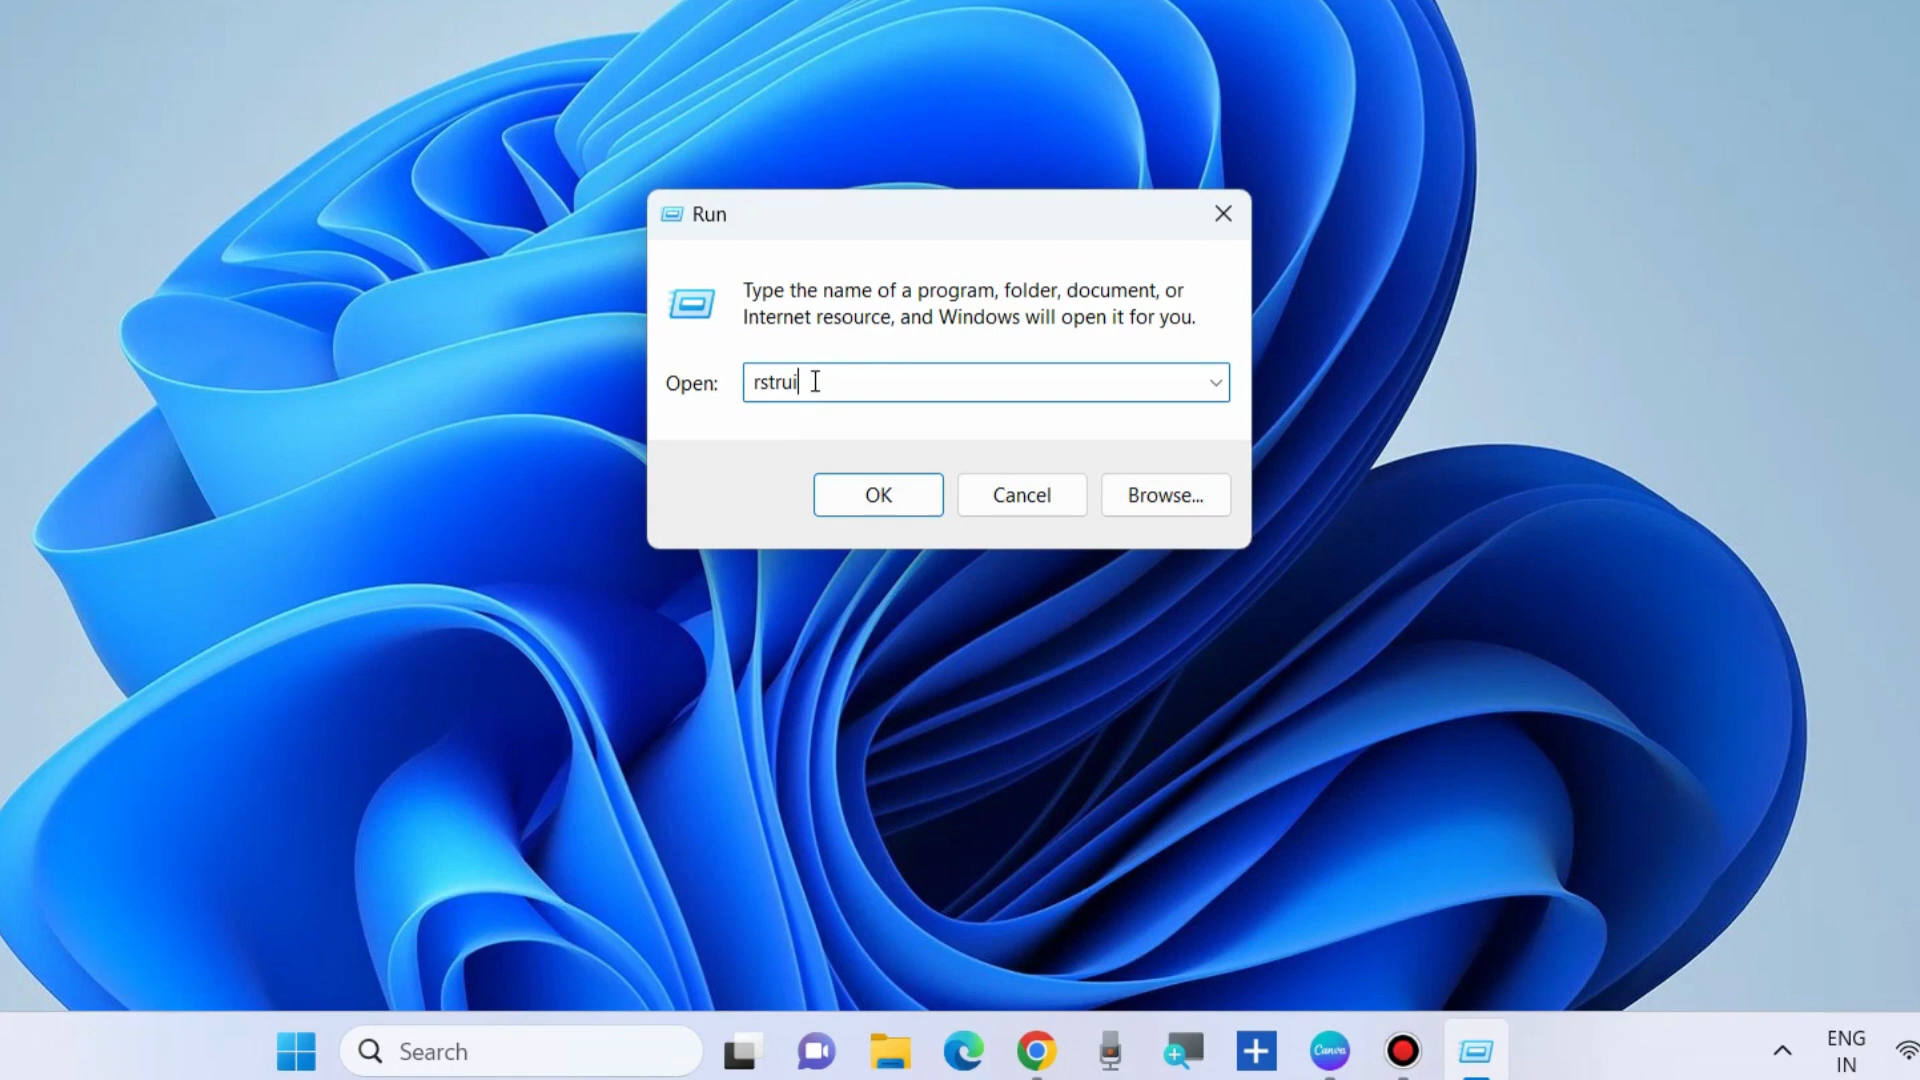 Run
Type the name of a program, folder, document, or
Internet resource, and Windows will open it for you.
Open: rstrui
OK Cancel Browse...
Search
Canva
ENG
IN